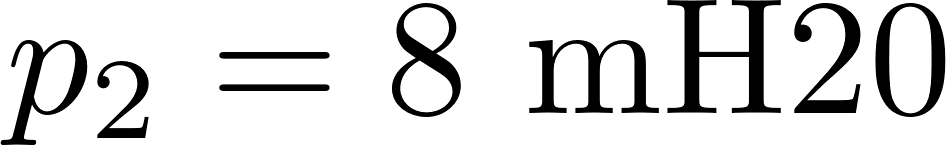 p₂ = 8 mH20